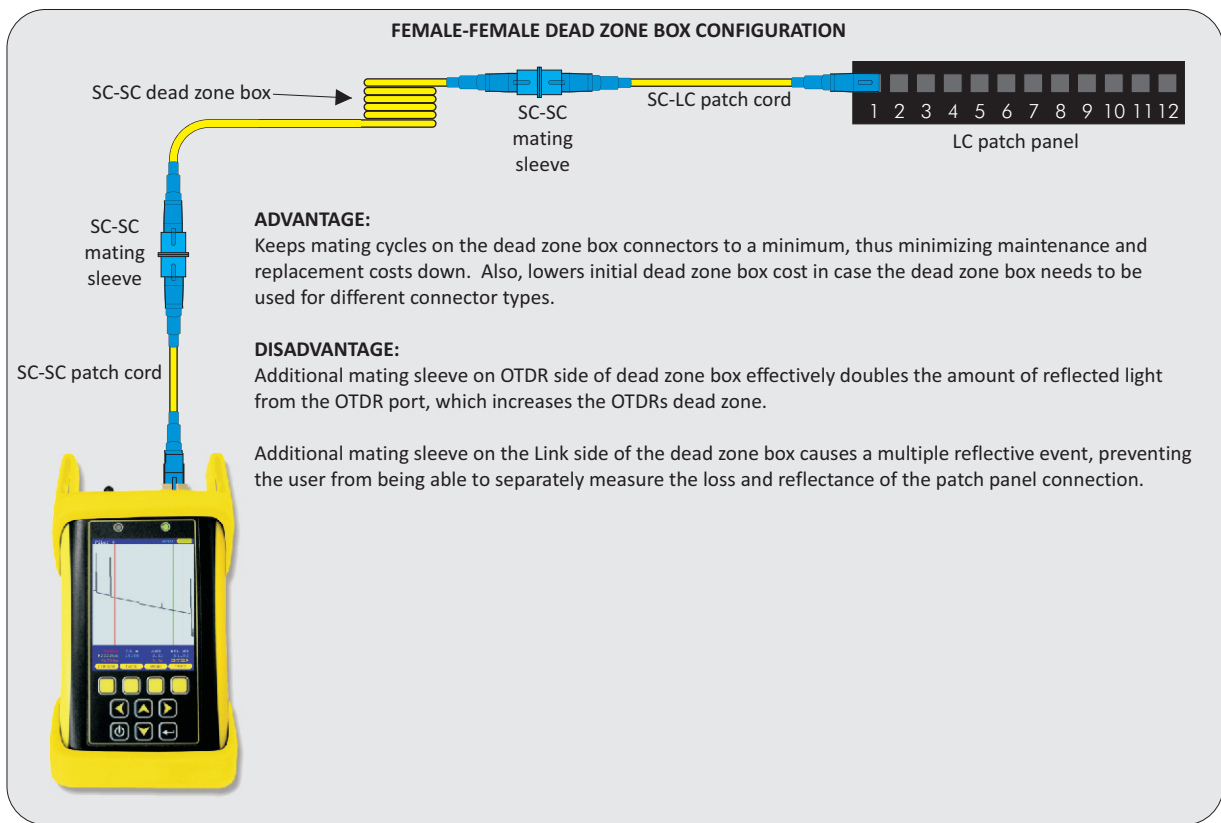 FEMALE-FEMALE DEAD ZONE BOX CONFIGURATION
SC-SC dead zone box
SC-SC
mating
sleeve
SC-LC patch cord
1 2 3 4 5 6 7 8 9 10 11 12
LC patch panel
SC-SC
mating
sleeve
SC-SC patch cord
ADVANTAGE:
Keeps mating cycles on the dead zone box connectors to a minimum, thus minimizing maintenance and
replacement costs down. Also, lowers initial dead zone box cost in case the dead zone box needs to be
used for different connector types.
DISADVANTAGE:
Additional mating sleeve on OTDR side of dead zone box effectively doubles the amount of reflected light
from the OTDR port, which increases the OTDRs dead zone.
Additional mating sleeve on the Link side of the dead zone box causes a multiple reflective event, preventing
the user from being able to separately measure the loss and reflectance of the patch panel connection.